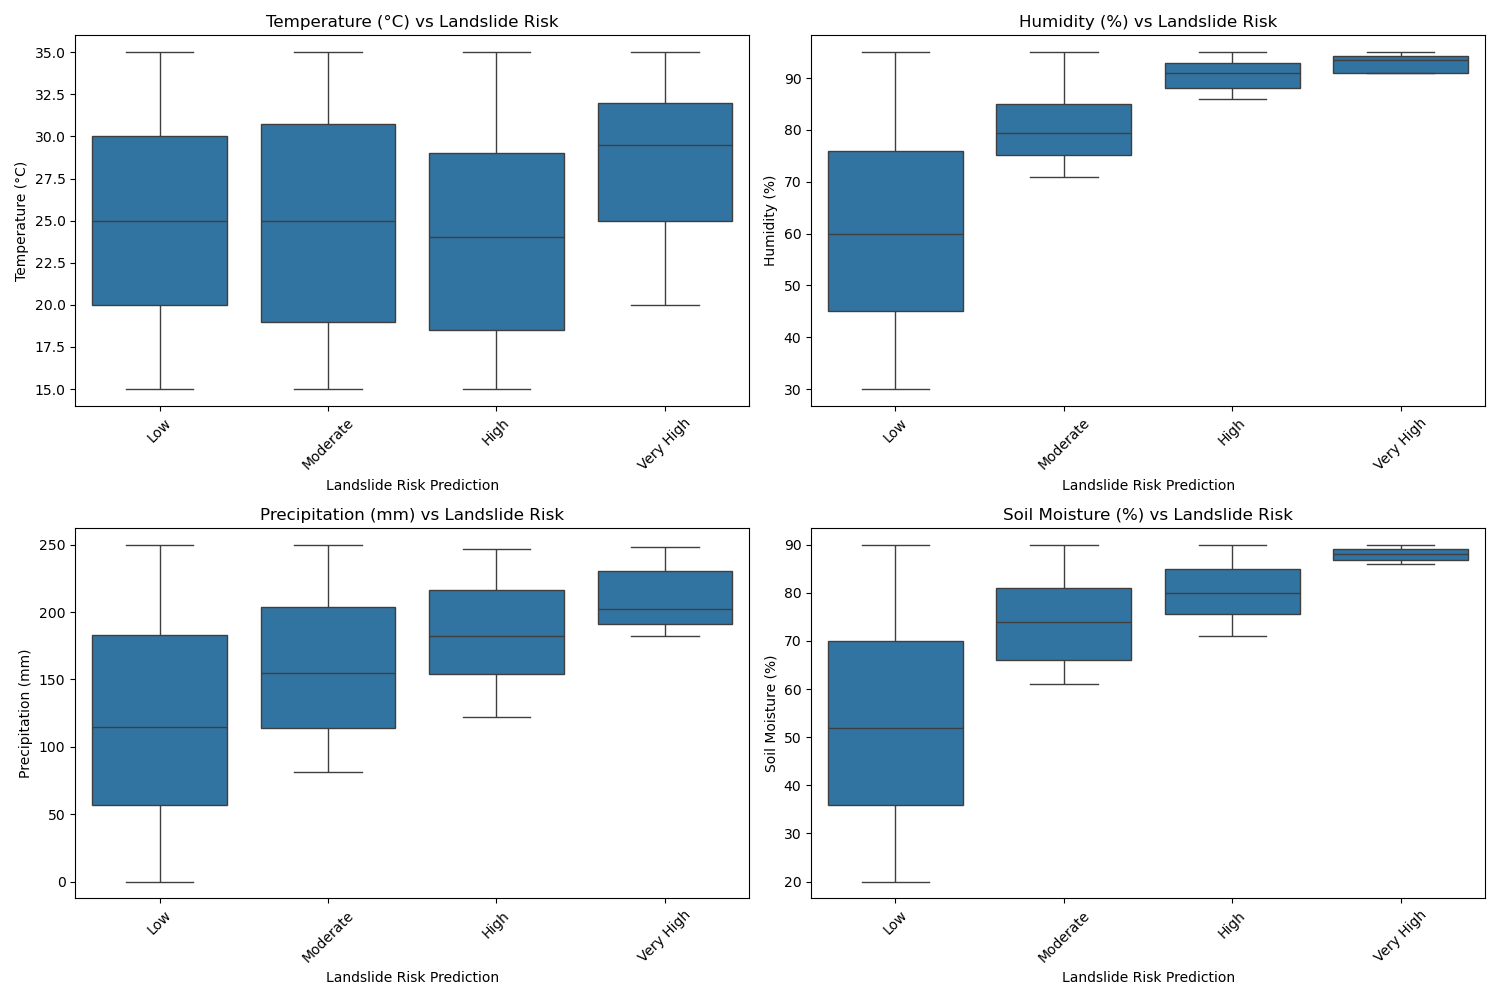 Temperature (°C) vs Landslide Risk
Temperature (°C)
35.0
32.5
30.0
27.5
25.0
22.5
20.0
17.5
15.0
Low
Moderate
High
Very High
Landslide Risk Prediction
Humidity (%) vs Landslide Risk
Humidity (%)
90
80
70
60
50
40
30
Low
Moderate
High
Very High
Landslide Risk Prediction
Precipitation (mm) vs Landslide Risk
Precipitation (mm)
250
200
150
100
50
0
Low
Moderate
High
Very High
Landslide Risk Prediction
Soil Moisture (%) vs Landslide Risk
Soil Moisture (%)
90
80
70
60
50
40
30
20
Low
Moderate
High
Very High
Landslide Risk Prediction